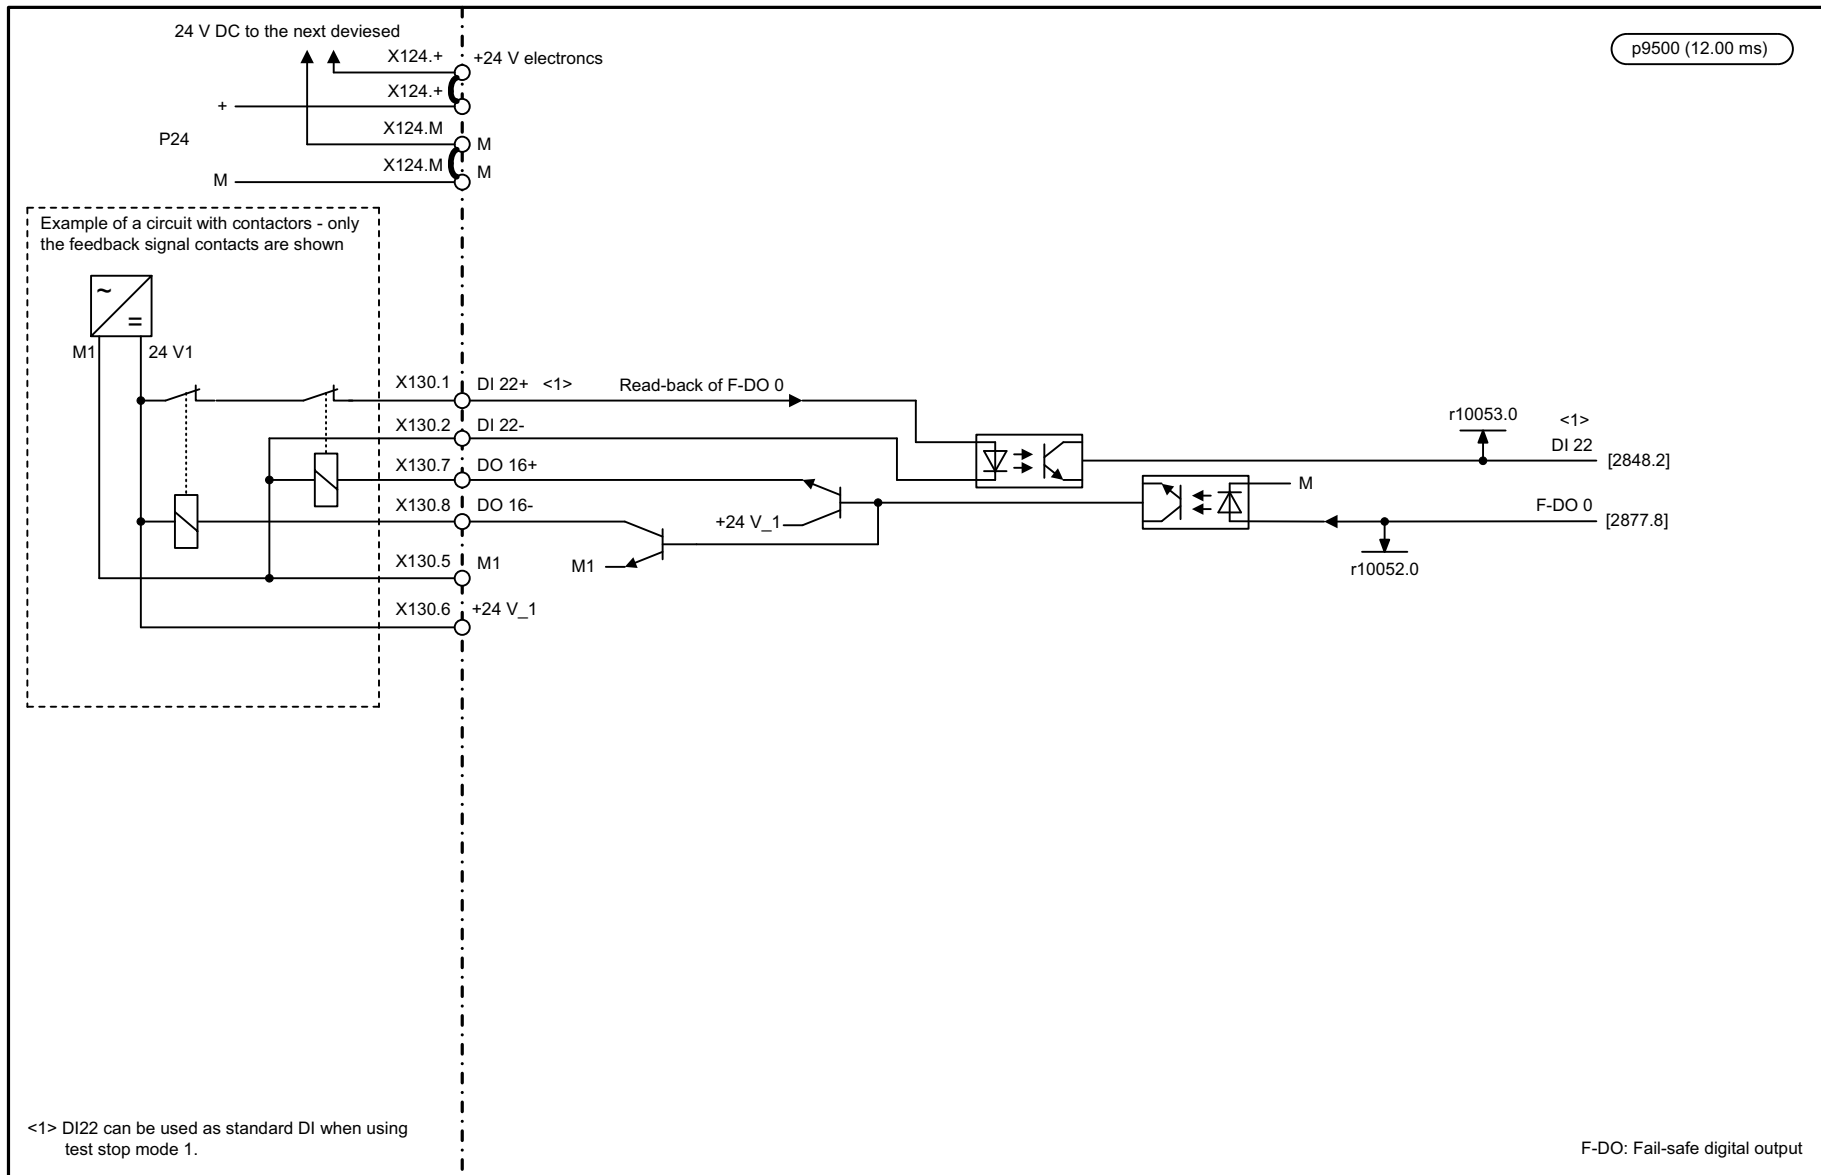 24 V DC to the next deviesed
X124.+
+24 V electroncs
p9500 (12.00 ms)
X124.+
+
X124.M
P24
M
X124.M
M
M
Example of a circuit with contactors - only
the feedback signal contacts are shown
~
=
M1
24 V1
X130.1
DI 22+
<1>
Read-back of F-DO 0
r10053.0
<1>
X130.2
DI 22-
DI 22
[2848.2]
X130.7
DO 16+
M
X130.8
DO 16-
+24 V_1
F-DO 0
[2877.8]
X130.5
M1
M1
r10052.0
X130.6
+24 V_1
<1> DI22 can be used as standard DI when using
test stop mode 1.
F-DO: Fail-safe digital output